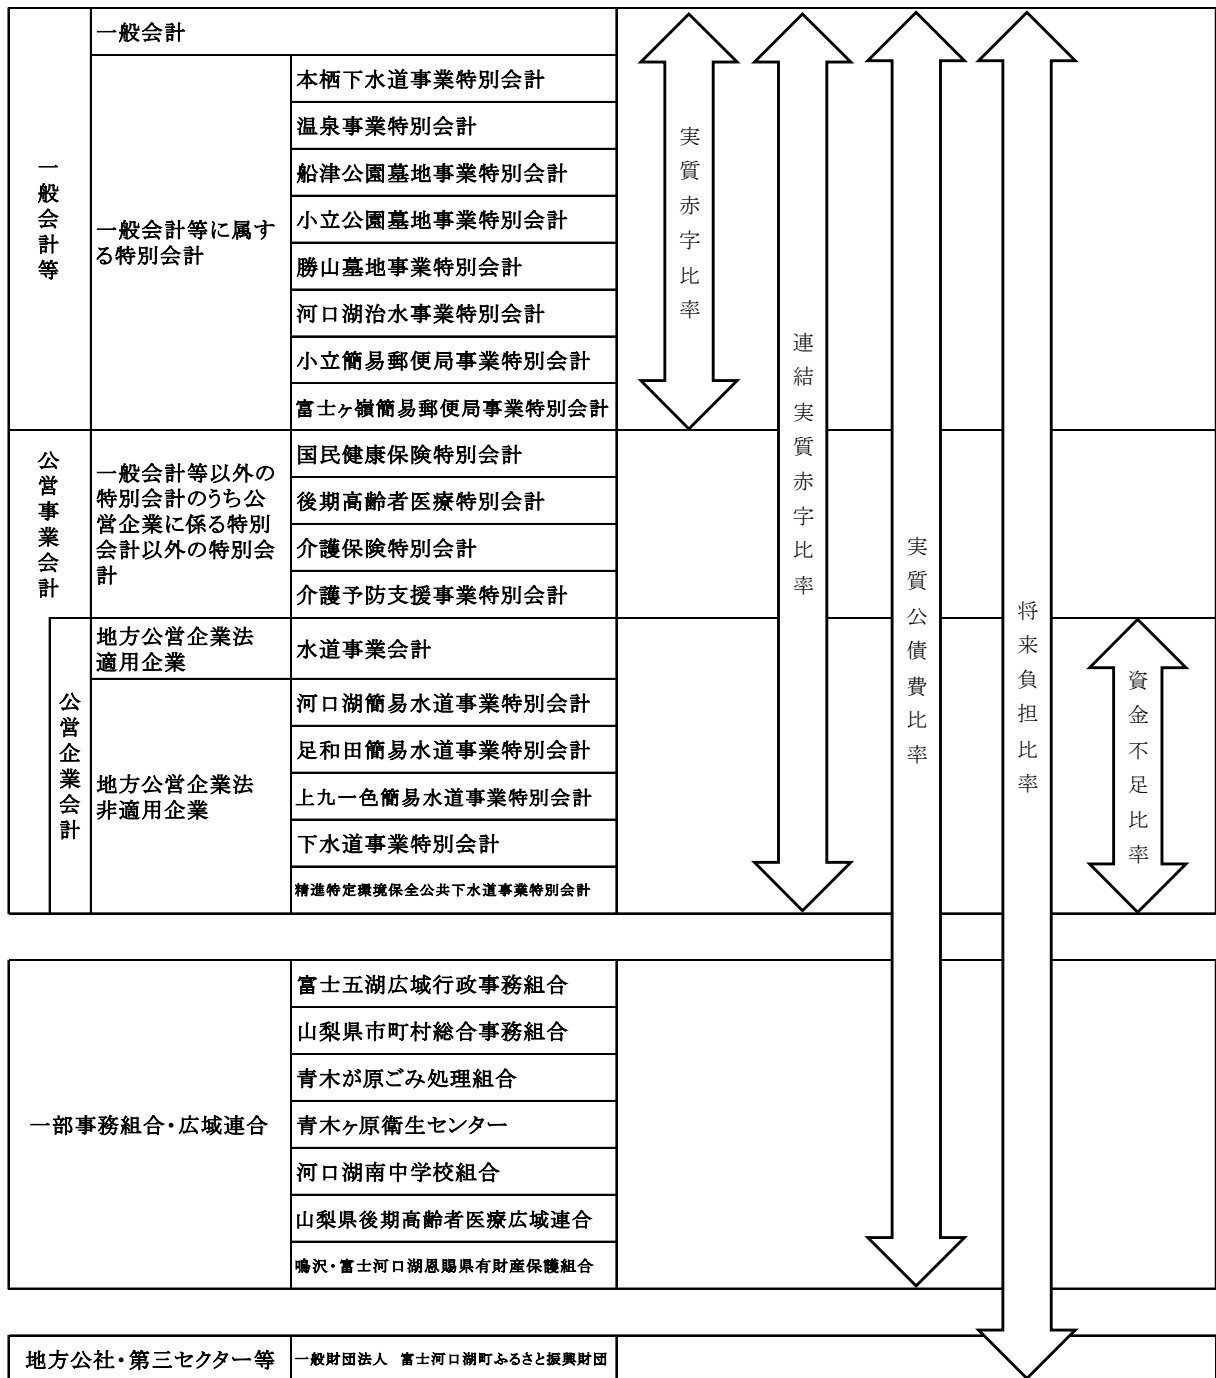 一般会計等
一般会計
一般会計等に属す
る特別会計
本栖下水道事業特別会計
温泉事業特別会計
船津公園墓地事業特別会計
小立公園墓地事業特別会計
勝山墓地事業特別会計
河口湖治水事業特別会計
小立簡易郵便局事業特別会計
富士ヶ嶺簡易郵便局事業特別会計
公営事業会計
一般会計等以外の
特別会計のうち公
営企業に係る特別
会計以外の特別会
計
国民健康保険特別会計
後期高齢者医療特別会計
介護保険特別会計
介護予防支援事業特別会計
公営企業会計
地方公営企業法
適用企業
水道事業会計
地方公営企業法
非適用企業
河口湖簡易水道事業特別会計
足和田簡易水道事業特別会計
上九一色簡易水道事業特別会計
下水道事業特別会計
精進特定環境保全公共下水道事業特別会計
実質赤字比率
連結実質赤字比率
実質公債費比率
将来負担比率
資金不足比率
一部事務組合・広域連合
富士五湖広域行政事務組合
山梨県市町村総合事務組合
青木が原ごみ処理組合
青木ヶ原衛生センター
河口湖南中学校組合
山梨県後期高齢者医療広域連合
鳴沢・富士河口湖恩賜県有財産保護組合
地方公社・第三セクター等
一般財団法人　富士河口湖町ふるさと振興財団